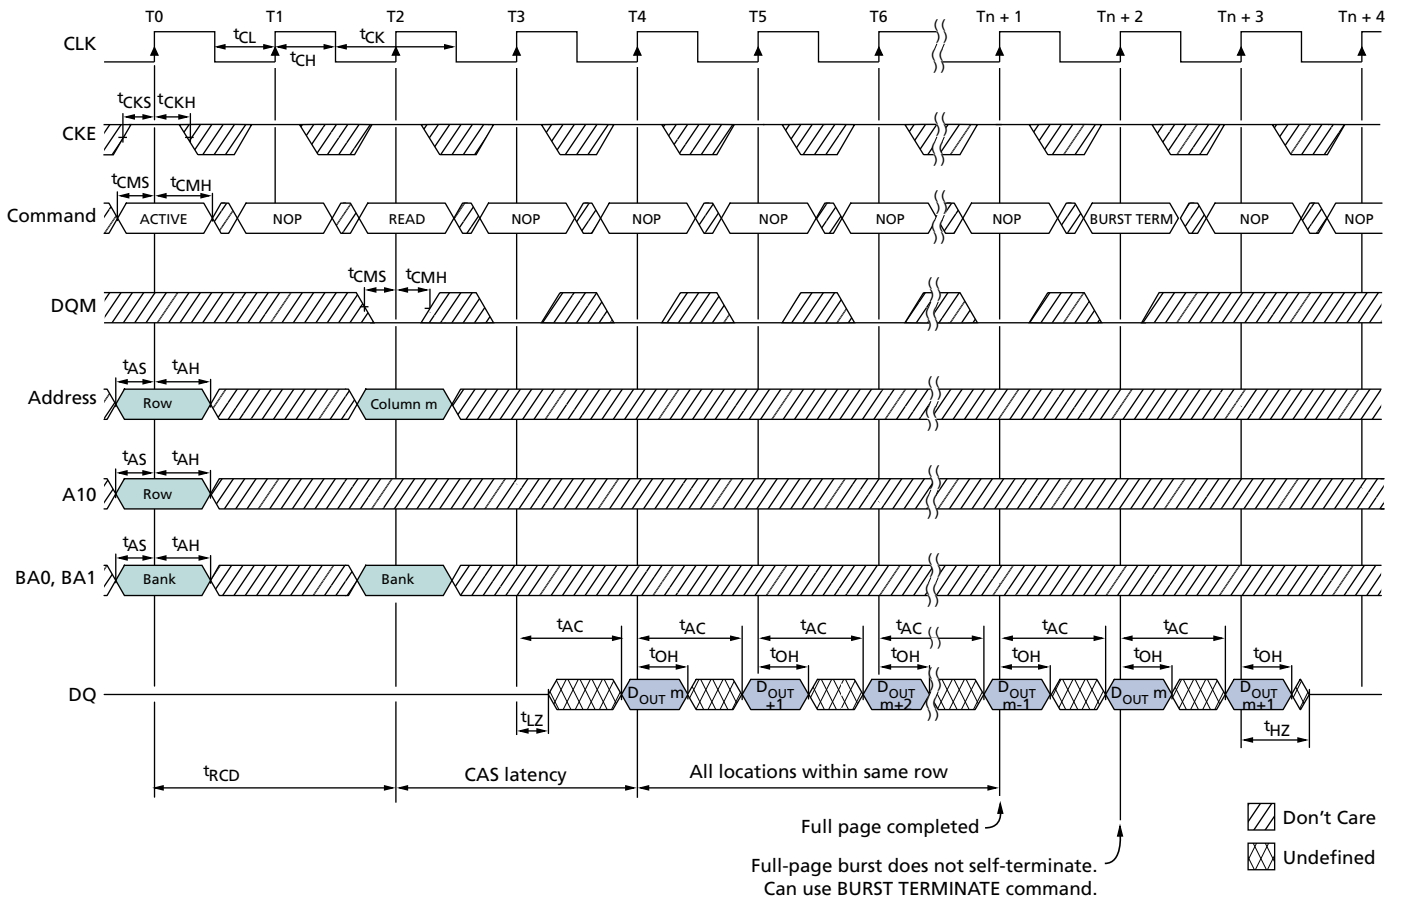 T0 T1 T2 T3 T4 T5 T6 Tn + 1 Tn + 2 Tn + 3 Tn + 4
CLK
tCL tCK
tCH
tCKS tCKH
CKE
tCMS tCMH
Command ACTIVE NOP READ NOP NOP NOP NOP NOP BURST TERM NOP NOP
tCMS tCMH
DQM
tAS tAH
Address Row Column m
tAS tAH
A10 Row
tAS tAH
BA0, BA1 Bank Bank
tAC tAC tAC tAC tAC tAC
tOH tOH tOH tOH tOH tOH
DQ DOUT m DOUT +1 DOUT m+2 DOUT m-1 DOUT m DOUT m+1
tLZ tHZ
tRCD CAS latency All locations within same row
Full page completed
Full-page burst does not self-terminate.
Can use BURST TERMINATE command.
Don't Care
Undefined